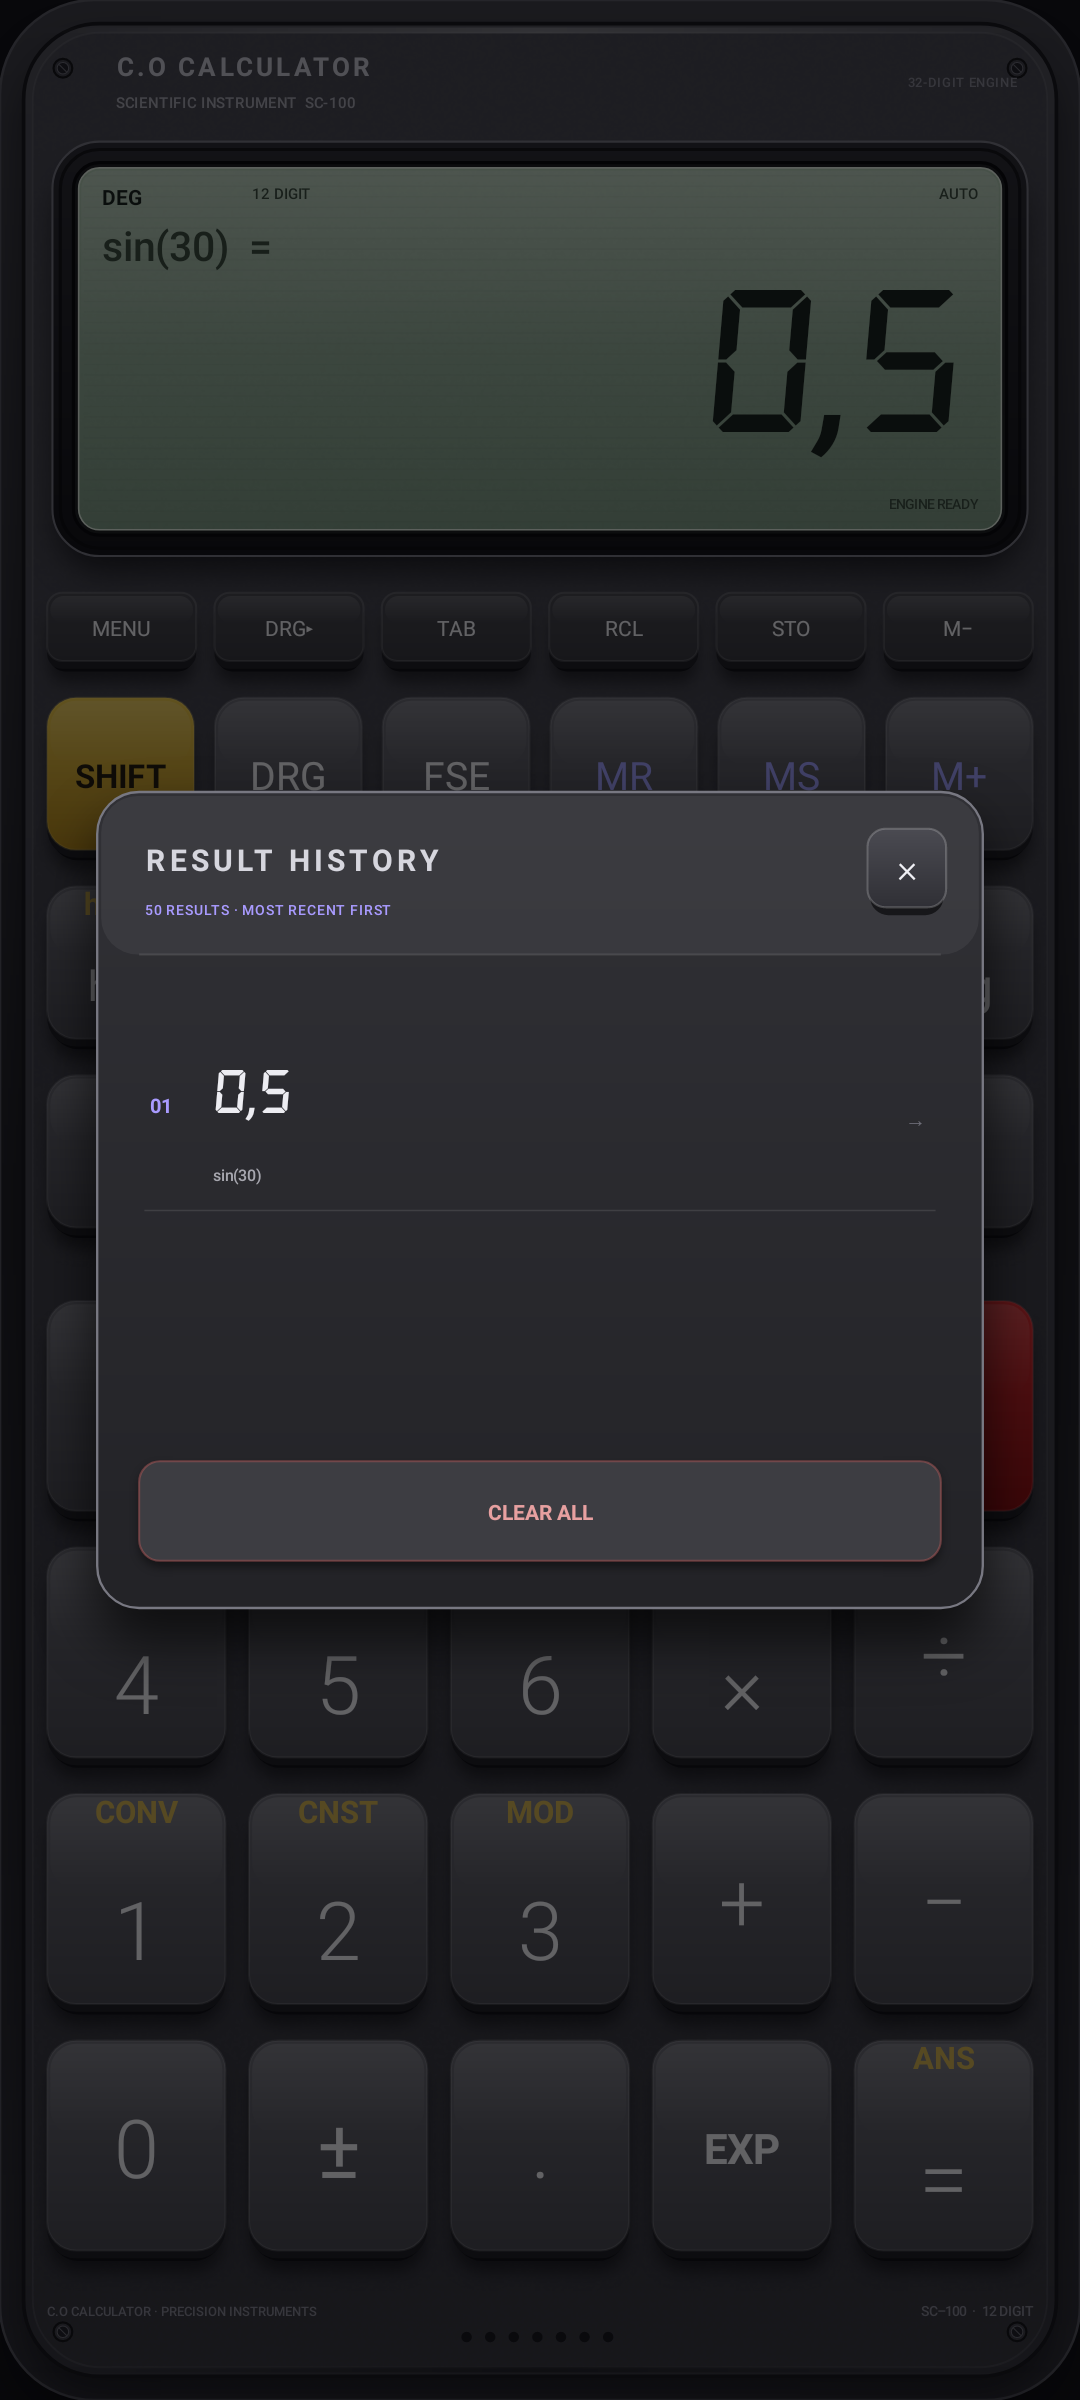 C.O CALCULATOR
SCIENTIFIC INSTRUMENT SC-100
32-DIGIT ENGINE
DEG 12 DIGIT AUTO
sin(30) =
0,5
ENGINE READY
MENU DRG▸ TAB RCL STO M−
SHIFT DRG FSE MR MS M+
RESULT HISTORY
×
50 RESULTS · MOST RECENT FIRST
01 0,5 →
sin(30)
CLEAR ALL
4 5 6 × ÷
CONV CNST MOD
1 2 3 + −
ANS
0 ± . EXP =
C.O CALCULATOR · PRECISION INSTRUMENTS
SC-100 · 12 DIGIT